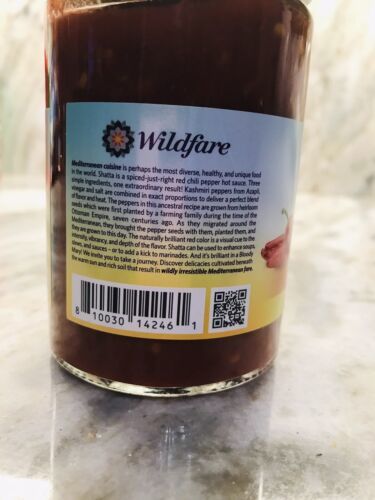 Wildfare
Mediterranean cuisine is perhaps the most diverse, healthy, and unique food
in the world. Shatta is a spiced-just-right red chili pepper hot sauce. Three
simple ingredients, one extraordinary result! Kashmiri peppers from Azapli,
vinegar and salt are combined in exact proportions to deliver a perfect blend
of flavor and heat. The peppers in this ancestral recipe are grown from heirloom
seeds which were first planted by a farming family during the time of the
Ottoman Empire, seven centuries ago. As they migrated around the
Mediterranean, they brought the pepper seeds with them, planted them, and
they are grown to this day. The naturally brilliant red color is a visual cue to the
intensity, vibrancy, and depth of the flavor. Shatta can be used to enhance soups,
stews, and sauces – or to add a kick to marinades. And it's brilliant in a Bloody
Mary! We invite you to take a journey. Discover delicacies cultivated beneath
the warm sun and rich soil that result in wildly irresistible Mediterranean fare.
8 10030 14246 1